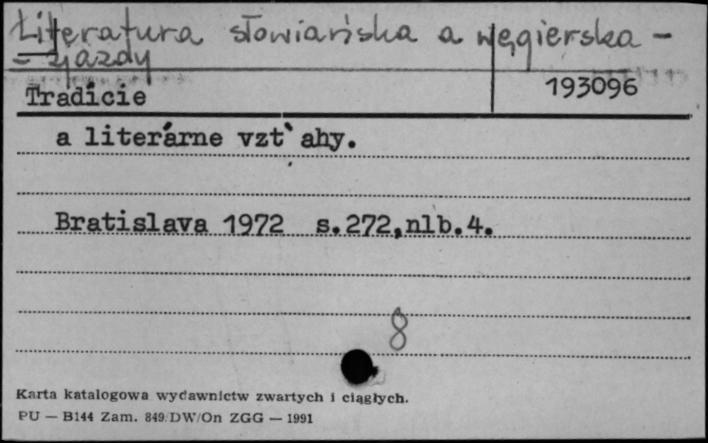 Literatura słowiańska a węgierska -
- zjazdy
Tradície
193096
a literárne vzt`ahy.
Bratislava 1972 s.272,nlb.4.
8
Karta katalogowa wydawnictw zwartych i ciągłych.
PU — B144 Zam. 849/DW/On ZGG — 1991